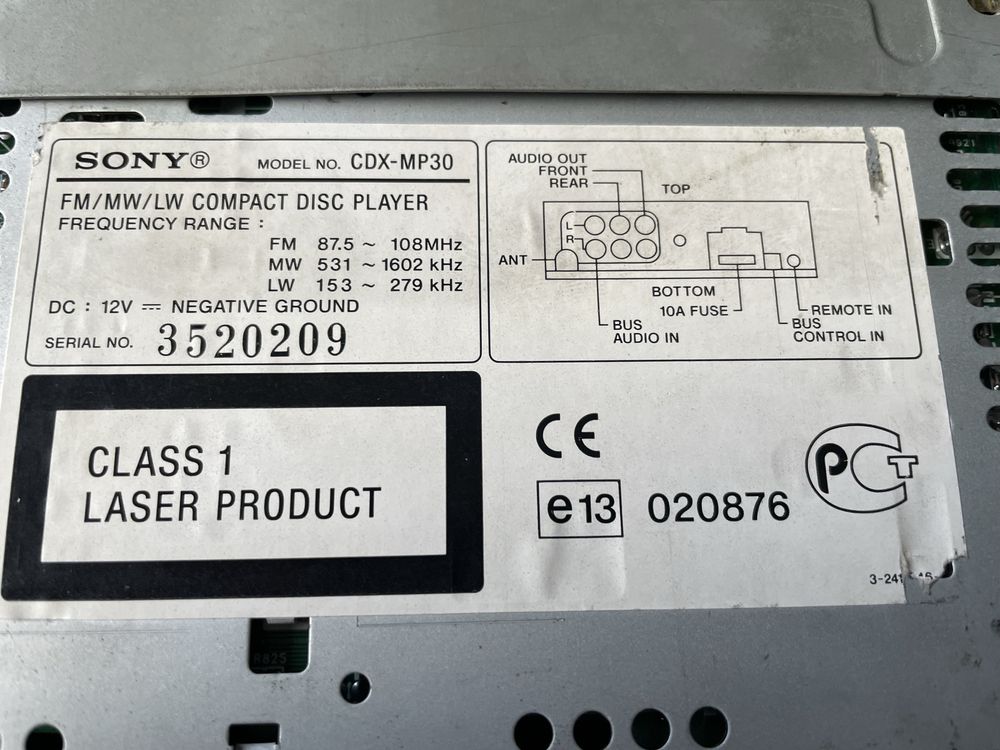 SONY® MODEL NO. CDX-MP30
FM/MW/LW COMPACT DISC PLAYER
FREQUENCY RANGE :
FM 87.5 ~ 108MHz
MW 531 ~ 1602 kHz
LW 153 ~ 279 kHz
DC : 12V ⎓ NEGATIVE GROUND
SERIAL NO. 3520209
AUDIO OUT
FRONT
REAR
TOP
L
R
ANT
BOTTOM
10A FUSE
REMOTE IN
BUS
AUDIO IN
BUS
CONTROL IN
CLASS 1
LASER PRODUCT
CE
e13 020876
PCT
R825